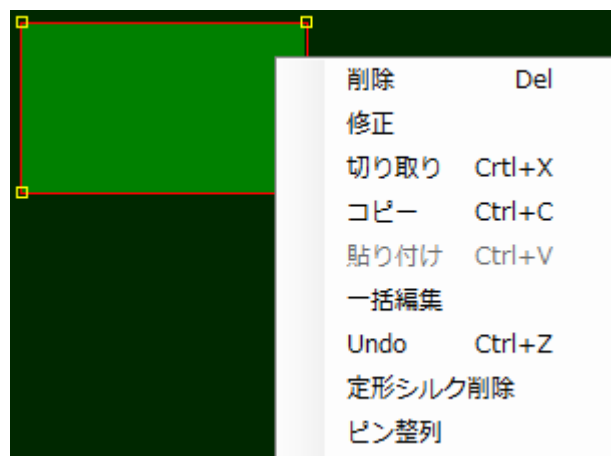 削除 Del
修正
切り取り Crtl+X
コピー Ctrl+C
貼り付け Ctrl+V
一括編集
Undo Ctrl+Z
定形シルク削除
ピン整列